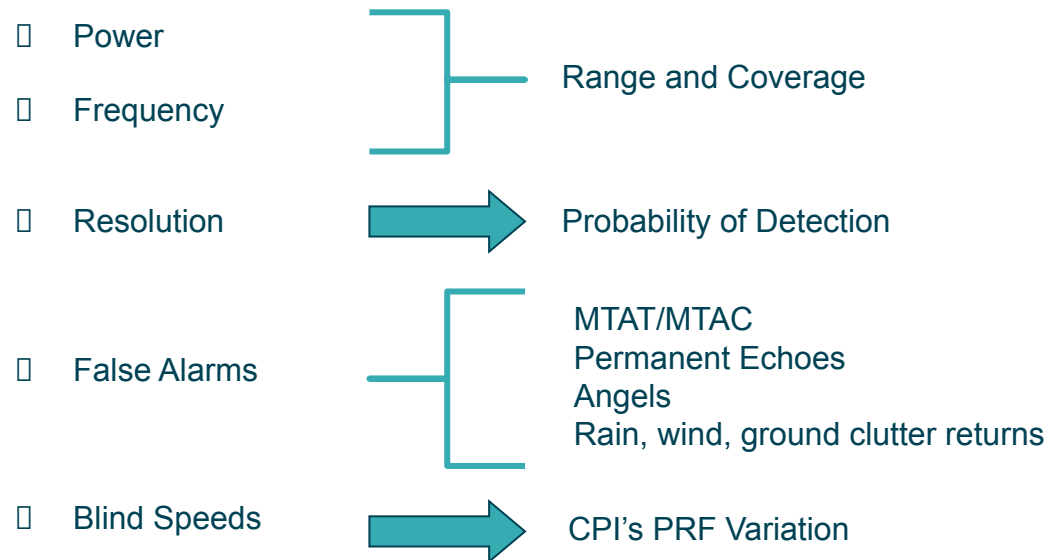 Power
Frequency
Range and Coverage
Resolution
Probability of Detection
False Alarms
MTAT/MTAC
Permanent Echoes
Angels
Rain, wind, ground clutter returns
Blind Speeds
CPI's PRF Variation